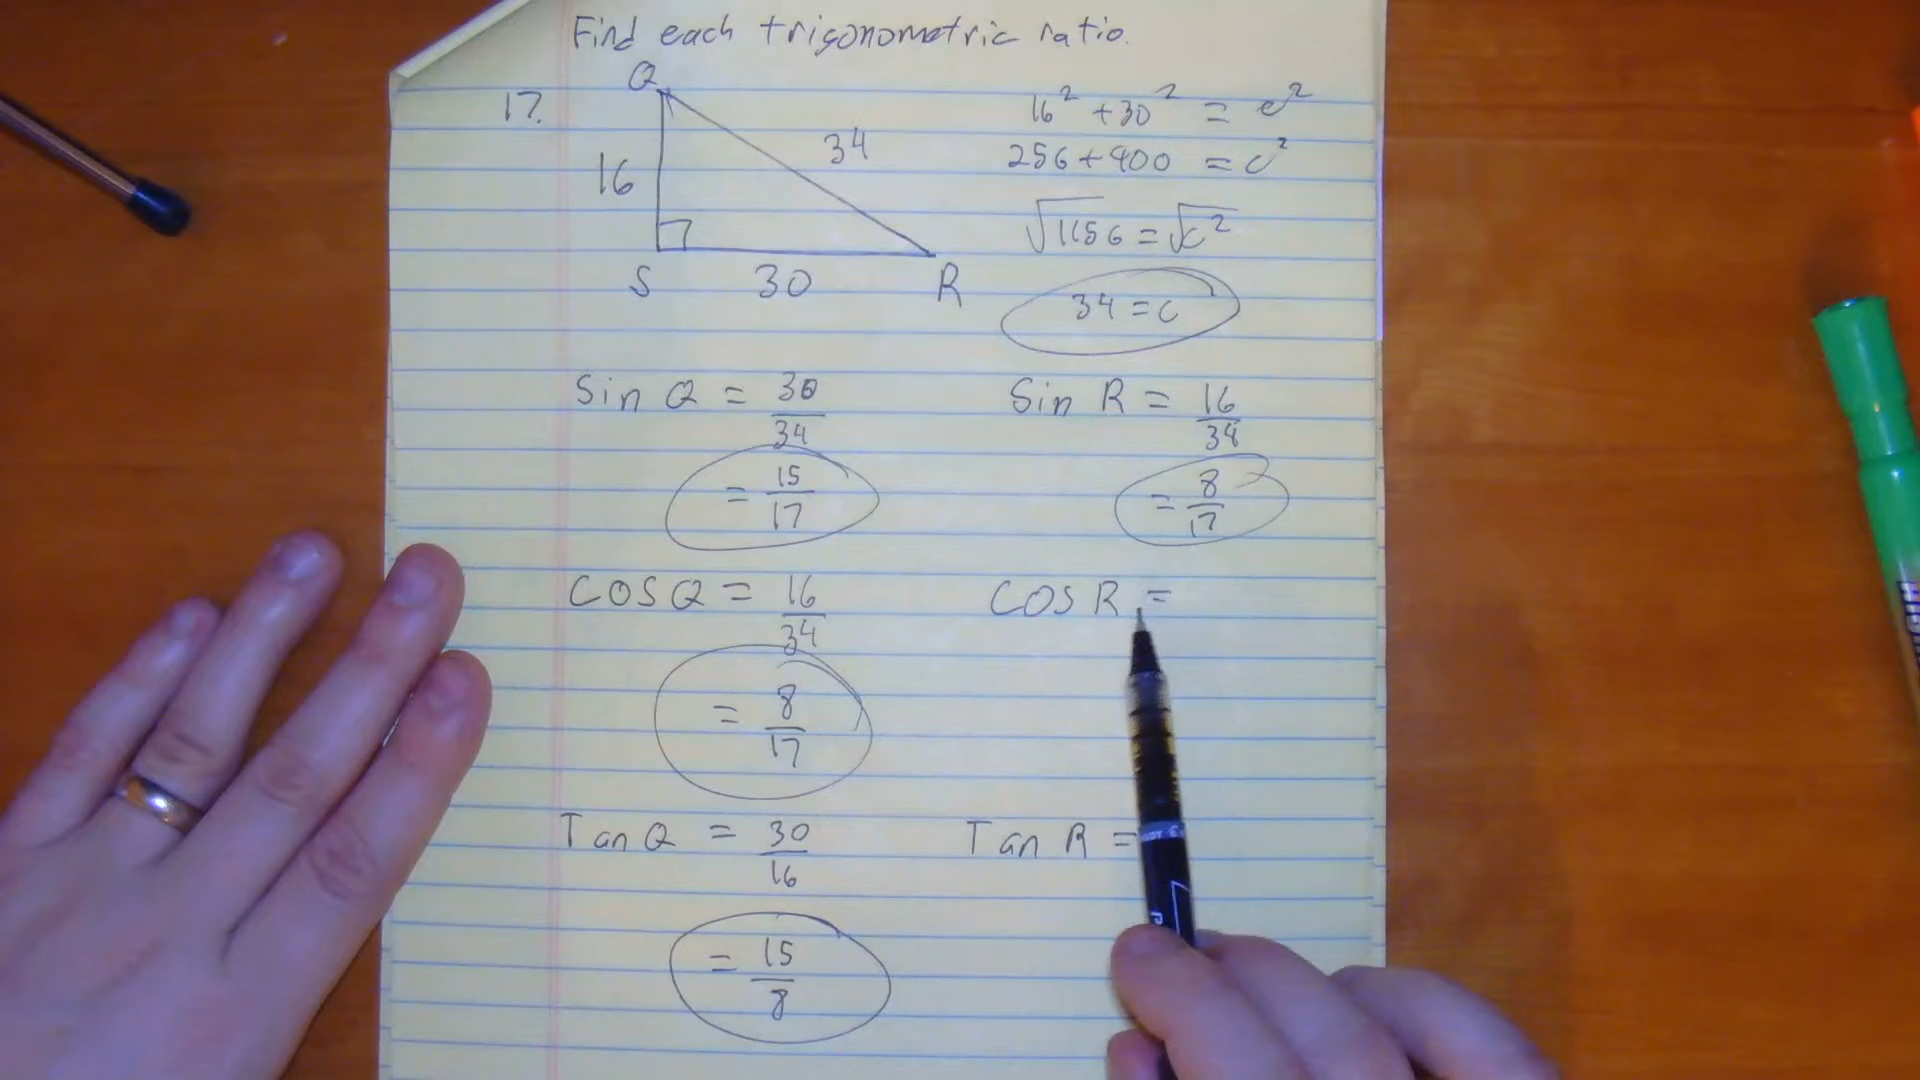 Find each trigonometric ratio.
17.
Q
16
34
S
30
R
16² + 30² = c²
256 + 900 = c²
√1156 = √c²
34 = c
Sin Q = 30/34
= 15/17
Sin R = 16/34
= 8/17
COS Q = 16/34
= 8/17
COS R =
Tan Q = 30/16
= 15/8
Tan R =